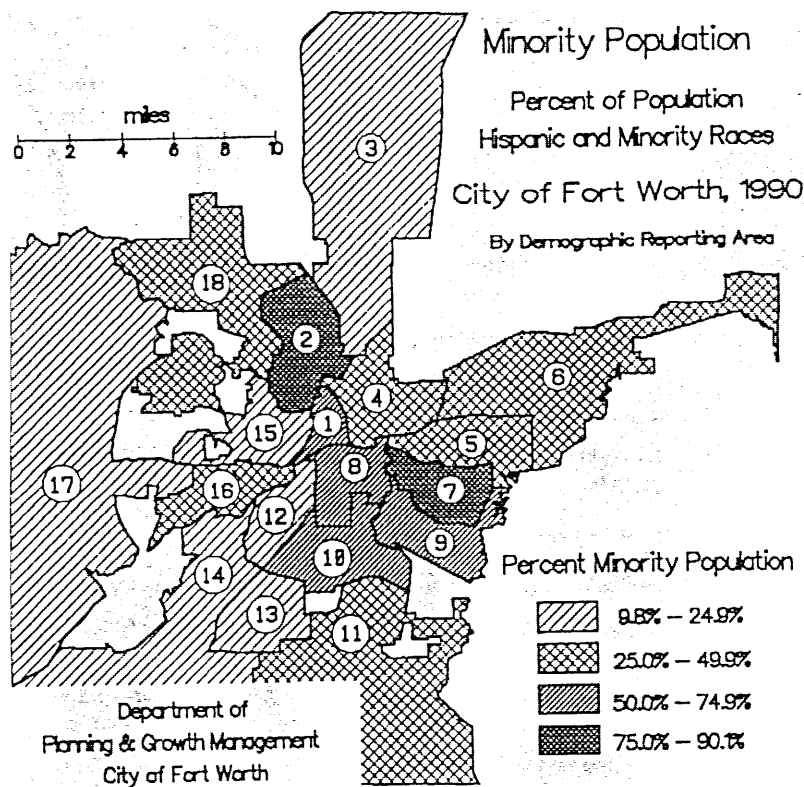 Minority Population
Percent of Population
Hispanic and Minority Races
City of Fort Worth, 1990
By Demographic Reporting Area
miles
0 2 4 6 8 10
3
18
2
6
4
1
5
15
8
17
16
7
12
9
10
14
13
11
Percent Minority Population
9.8% – 24.9%
25.0% – 49.9%
50.0% – 74.9%
75.0% – 90.1%
Department of
Planning & Growth Management
City of Fort Worth